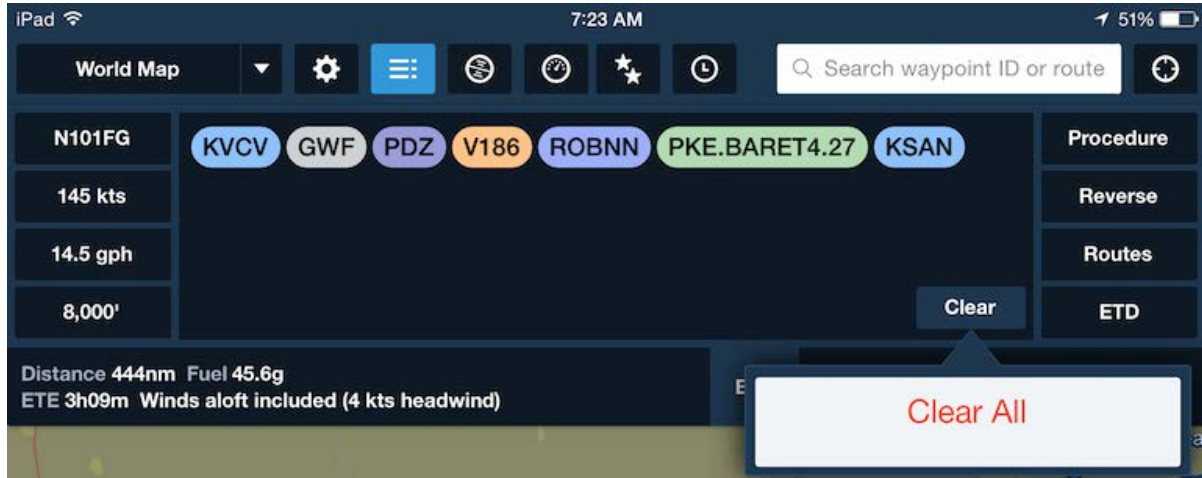 iPad 7:23 AM 51%
World Map Search waypoint ID or route
N101FG
145 kts
14.5 gph
8,000'
KVCV GWF PDZ V186 ROBNN PKE.BARET4.27 KSAN
Clear
Procedure
Reverse
Routes
ETD
Distance 444nm Fuel 45.6g
ETE 3h09m Winds aloft included (4 kts headwind)
Clear All